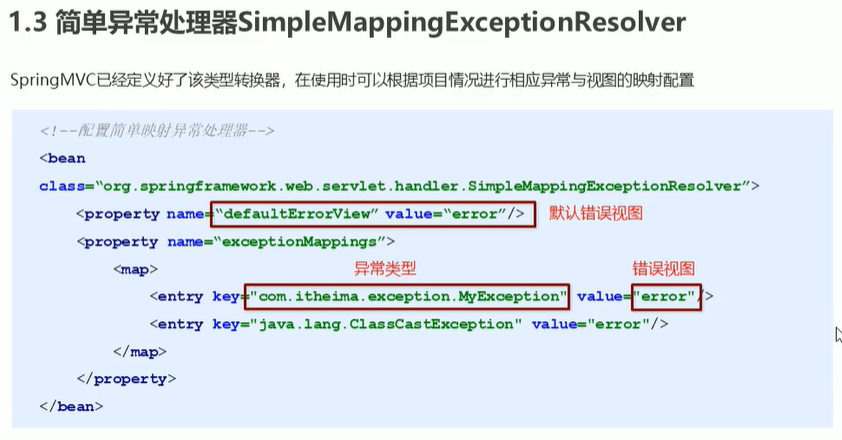 1.3 简单异常处理器SimpleMappingExceptionResolver
SpringMVC已经定义好了该类型转换器，在使用时可以根据项目情况进行相应异常与视图的映射配置
<!--配置简单映射异常处理器-->
<bean
class=“org.springframework.web.servlet.handler.SimpleMappingExceptionResolver”>
<property name=“defaultErrorView” value=“error”/> 默认错误视图
<property name=“exceptionMappings”>
<map> 异常类型 错误视图
<entry key="com.itheima.exception.MyException" value="error"/>
<entry key="java.lang.ClassCastException" value="error"/>
</map>
</property>
</bean>